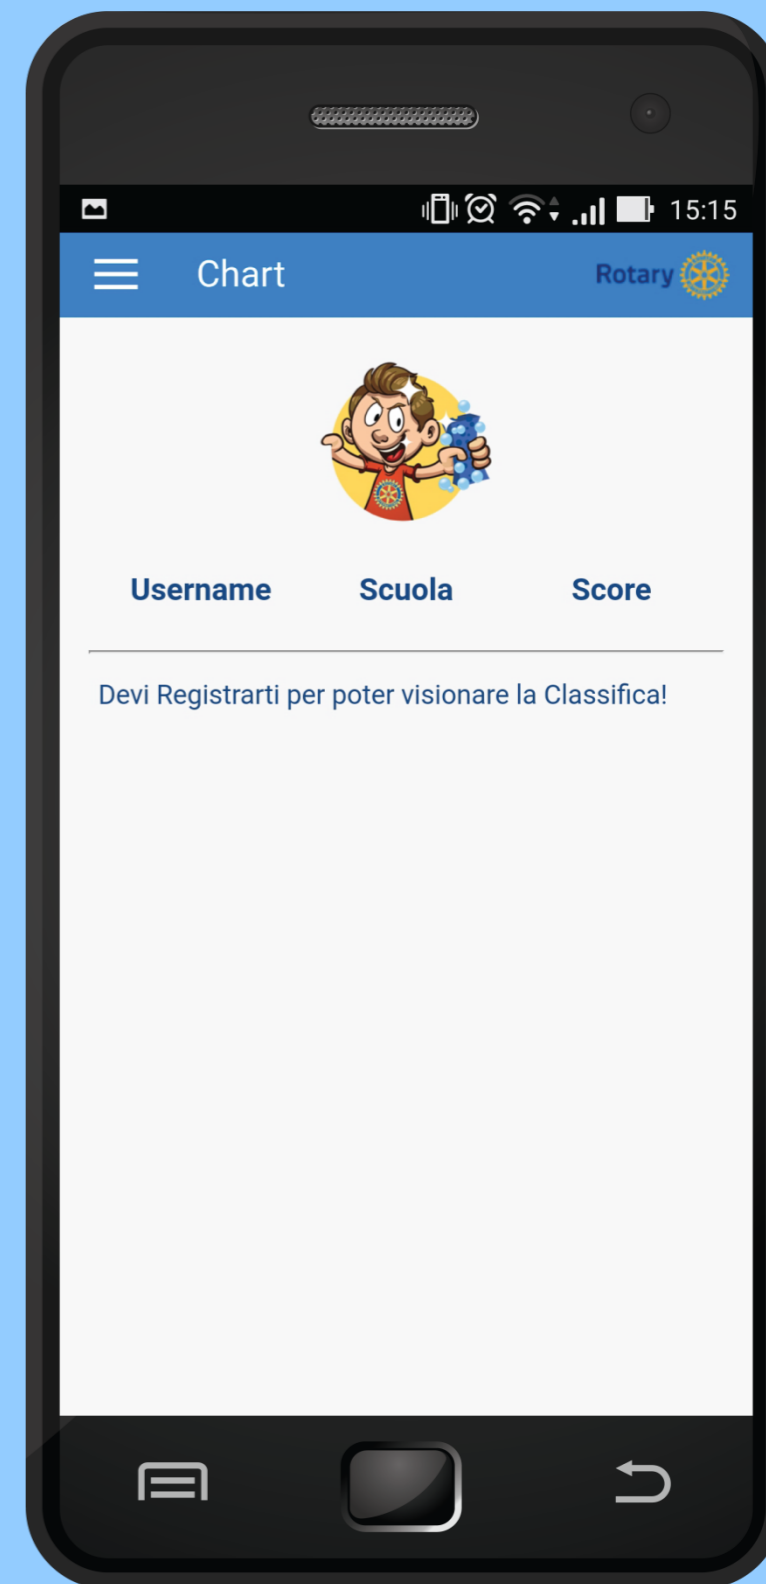 15:15
Chart Rotary
Username Scuola Score
Devi Registrarti per poter visionare la Classifica!